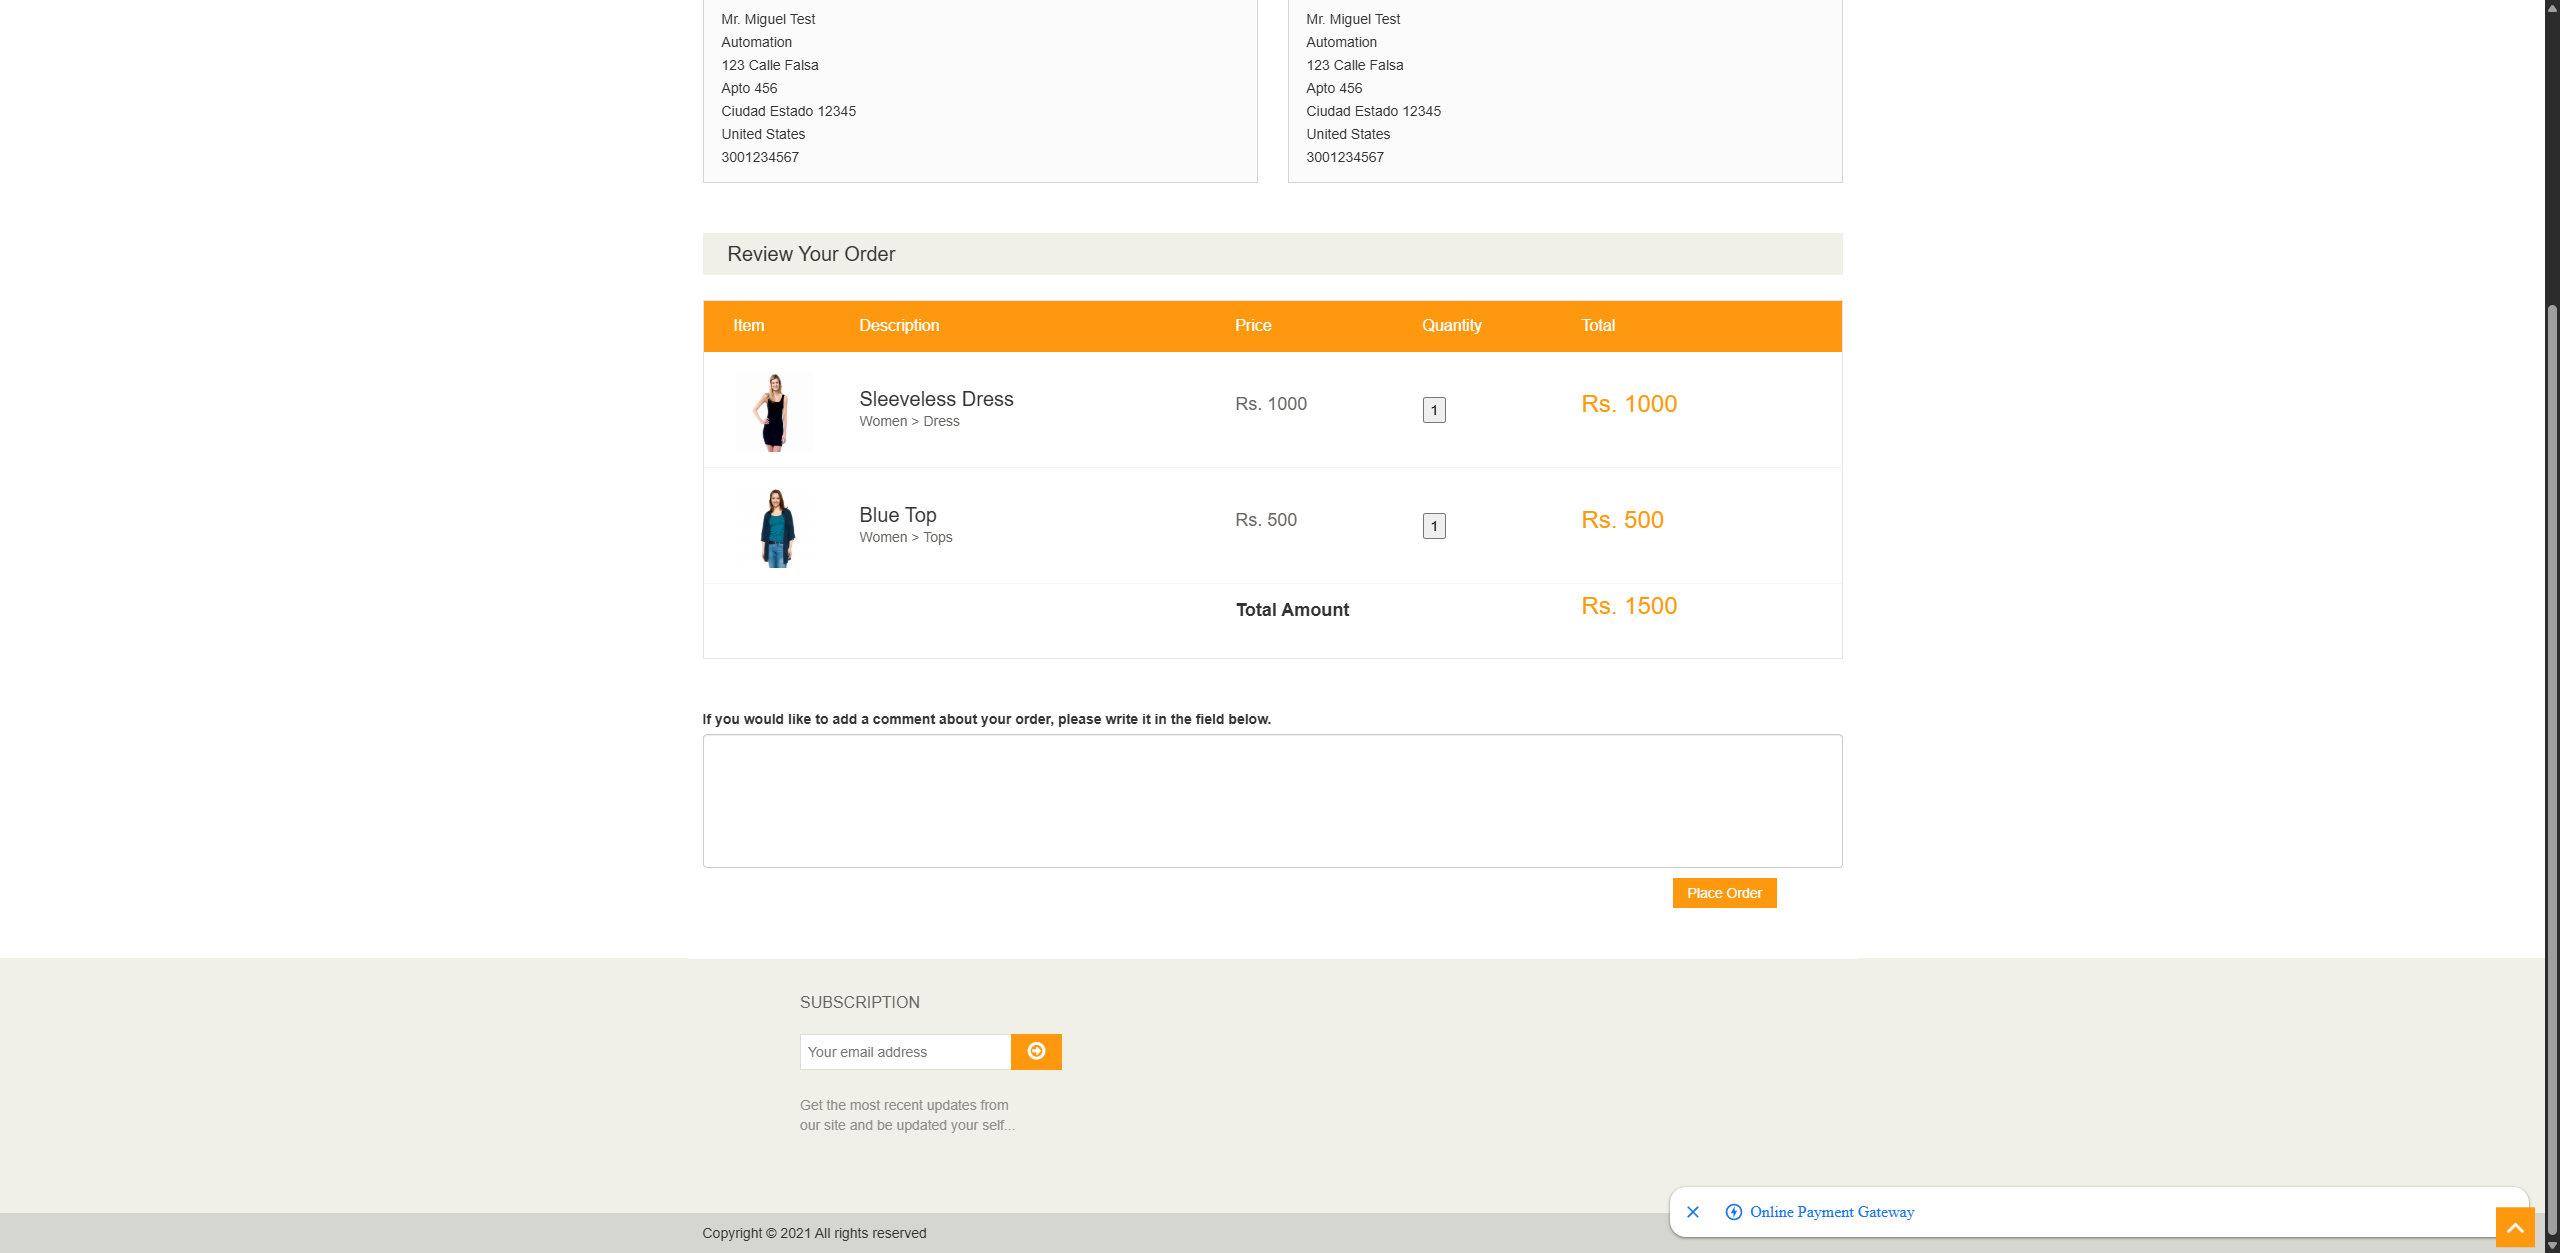 Mr. Miguel Test
Automation
123 Calle Falsa
Apto 456
Ciudad Estado 12345
United States
3001234567
Mr. Miguel Test
Automation
123 Calle Falsa
Apto 456
Ciudad Estado 12345
United States
3001234567
Review Your Order
Item Description Price Quantity Total
Sleeveless Dress
Women > Dress
Rs. 1000 1 Rs. 1000
Blue Top
Women > Tops
Rs. 500 1 Rs. 500
Total Amount Rs. 1500
If you would like to add a comment about your order, please write it in the field below.
Place Order
SUBSCRIPTION
Your email address
Get the most recent updates from
our site and be updated your self...
Copyright © 2021 All rights reserved
Online Payment Gateway